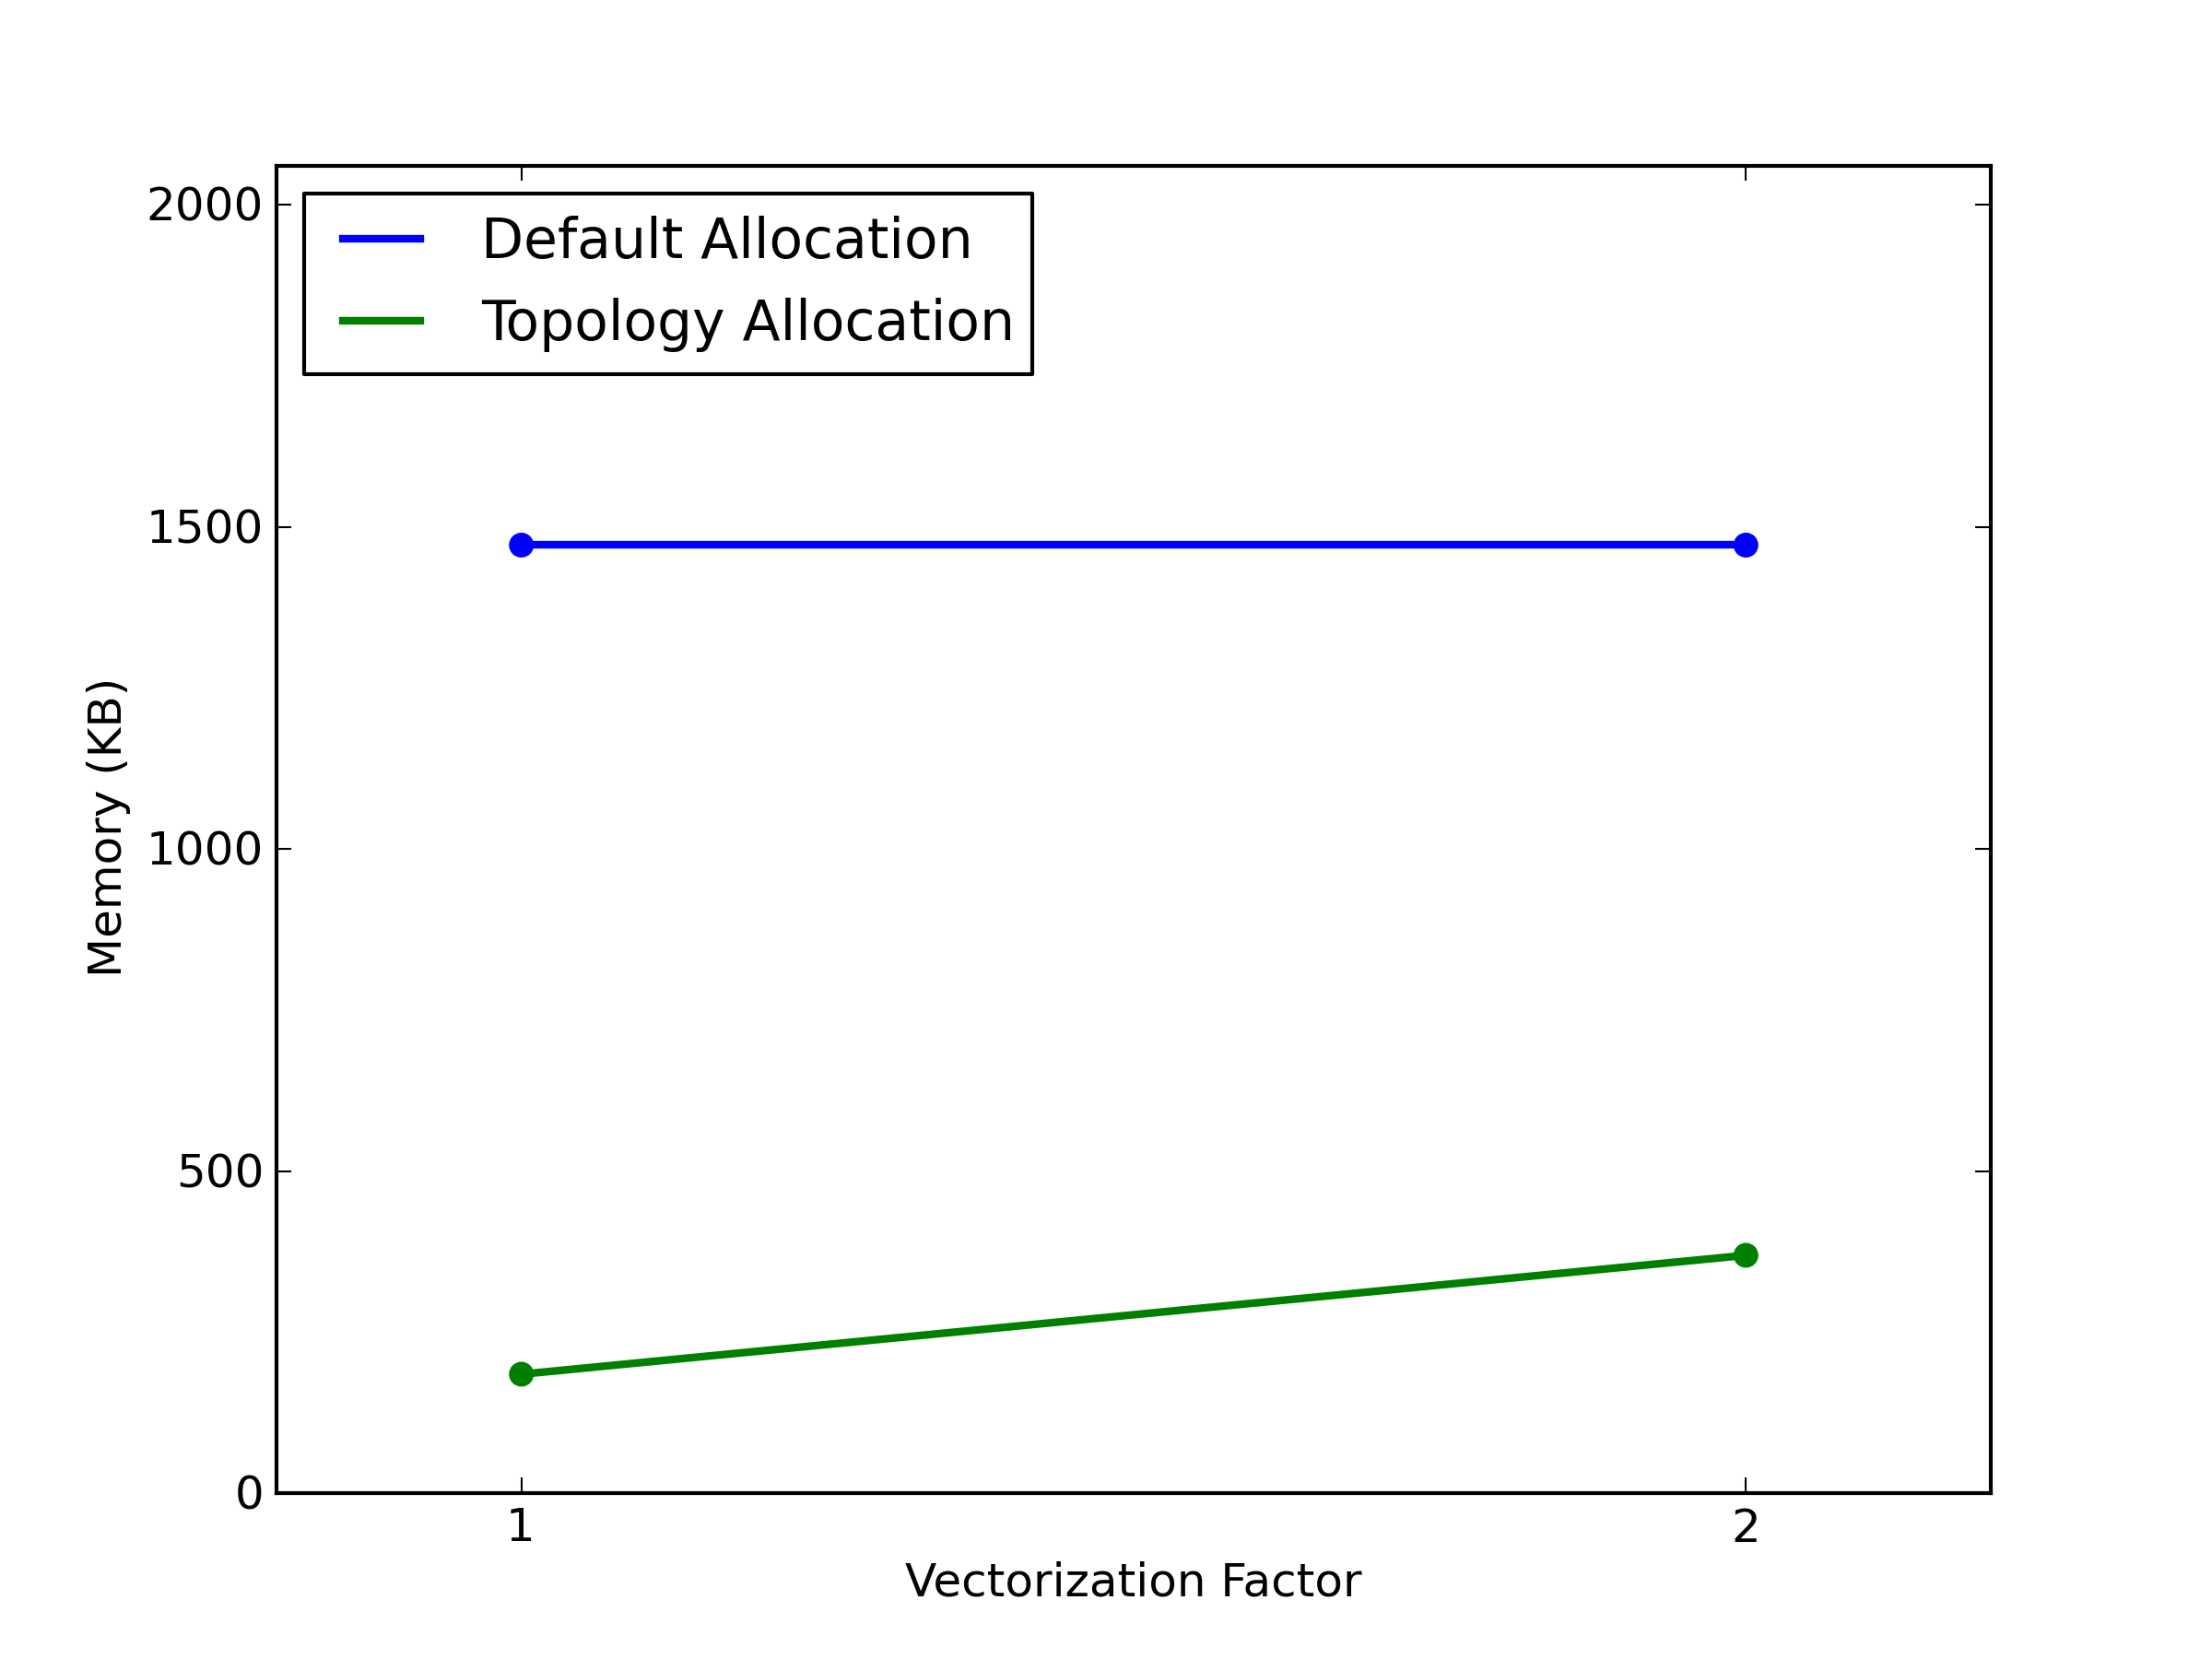 2000
Default Allocation
Topology Allocation
1500
1000
Memory (KB)
500
0
1
2
Vectorization Factor